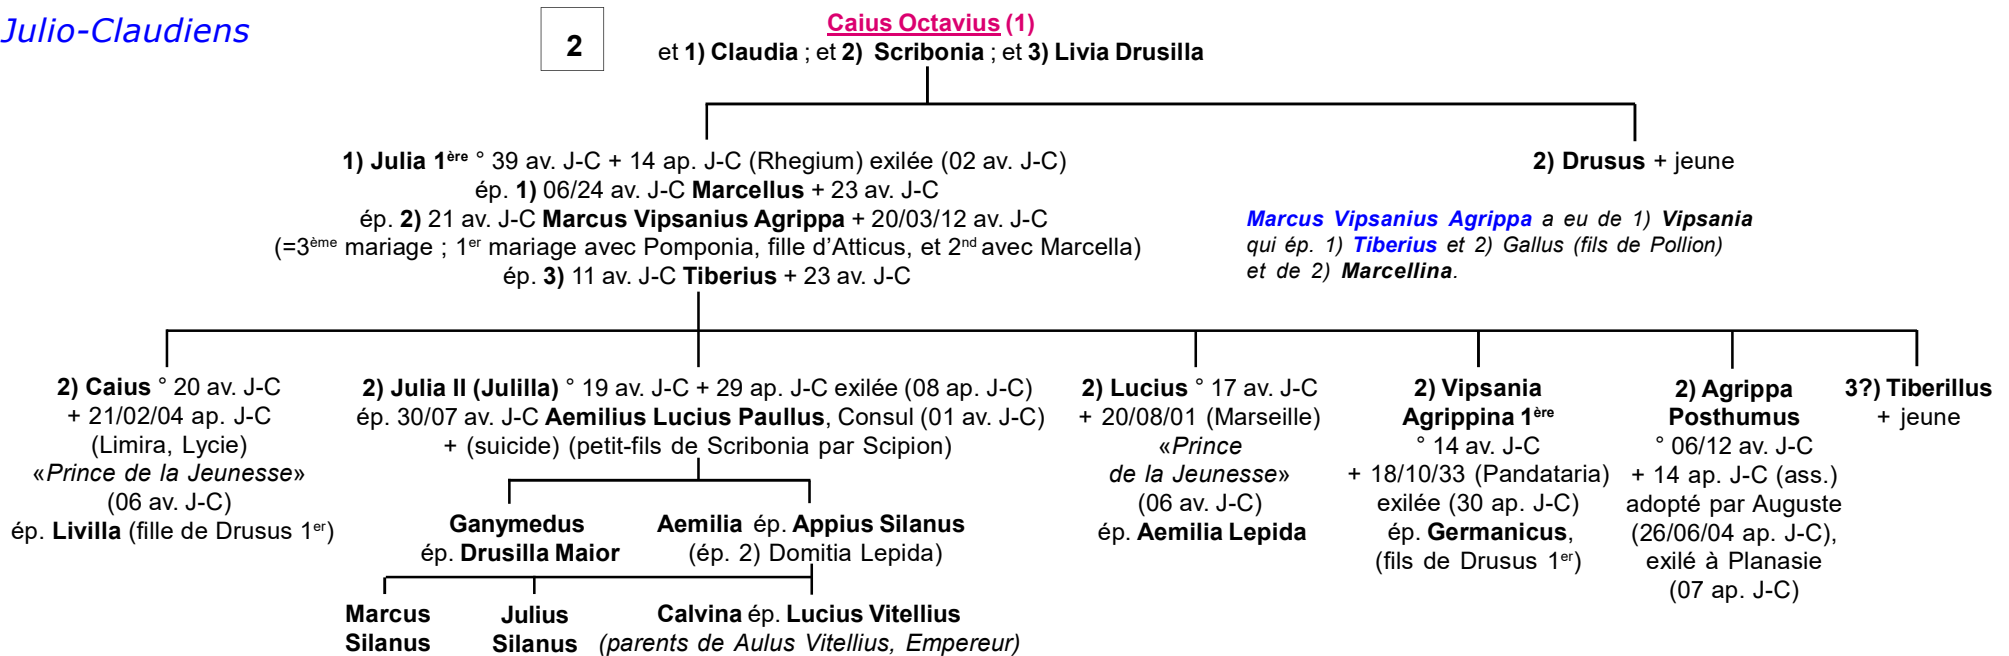 Julio-Claudiens
2
Caius Octavius (1)
et 1) Claudia ; et 2) Scribonia ; et 3) Livia Drusilla
1) Julia 1ère ° 39 av. J-C + 14 ap. J-C (Rhegium) exilée (02 av. J-C)
ép. 1) 06/24 av. J-C Marcellus + 23 av. J-C
ép. 2) 21 av. J-C Marcus Vipsanius Agrippa + 20/03/12 av. J-C
(=3ème mariage ; 1er mariage avec Pomponia, fille d'Atticus, et 2nd avec Marcella)
ép. 3) 11 av. J-C Tiberius + 23 av. J-C
2) Drusus + jeune
Marcus Vipsanius Agrippa a eu de 1) Vipsania
qui ép. 1) Tiberius et 2) Gallus (fils de Pollion)
et de 2) Marcellina.
2) Caius ° 20 av. J-C
+ 21/02/04 ap. J-C
(Limira, Lycie)
«Prince de la Jeunesse»
(06 av. J-C)
ép. Livilla (fille de Drusus 1er)
2) Julia II (Julilla) ° 19 av. J-C + 29 ap. J-C exilée (08 ap. J-C)
ép. 30/07 av. J-C Aemilius Lucius Paullus, Consul (01 av. J-C)
+ (suicide) (petit-fils de Scribonia par Scipion)
Ganymedus
ép. Drusilla Maior
Aemilia ép. Appius Silanus
(ép. 2) Domitia Lepida)
Marcus
Silanus
Julius
Silanus
Calvina ép. Lucius Vitellius
(parents de Aulus Vitellius, Empereur)
2) Lucius ° 17 av. J-C
+ 20/08/01 (Marseille)
«Prince
de la Jeunesse»
(06 av. J-C)
ép. Aemilia Lepida
2) Vipsania
Agrippina 1ère
° 14 av. J-C
+ 18/10/33 (Pandataria)
exilée (30 ap. J-C)
ép. Germanicus,
(fils de Drusus 1er)
2) Agrippa
Posthumus
° 06/12 av. J-C
+ 14 ap. J-C (ass.)
adopté par Auguste
(26/06/04 ap. J-C),
exilé à Planasie
(07 ap. J-C)
3?) Tiberillus
+ jeune